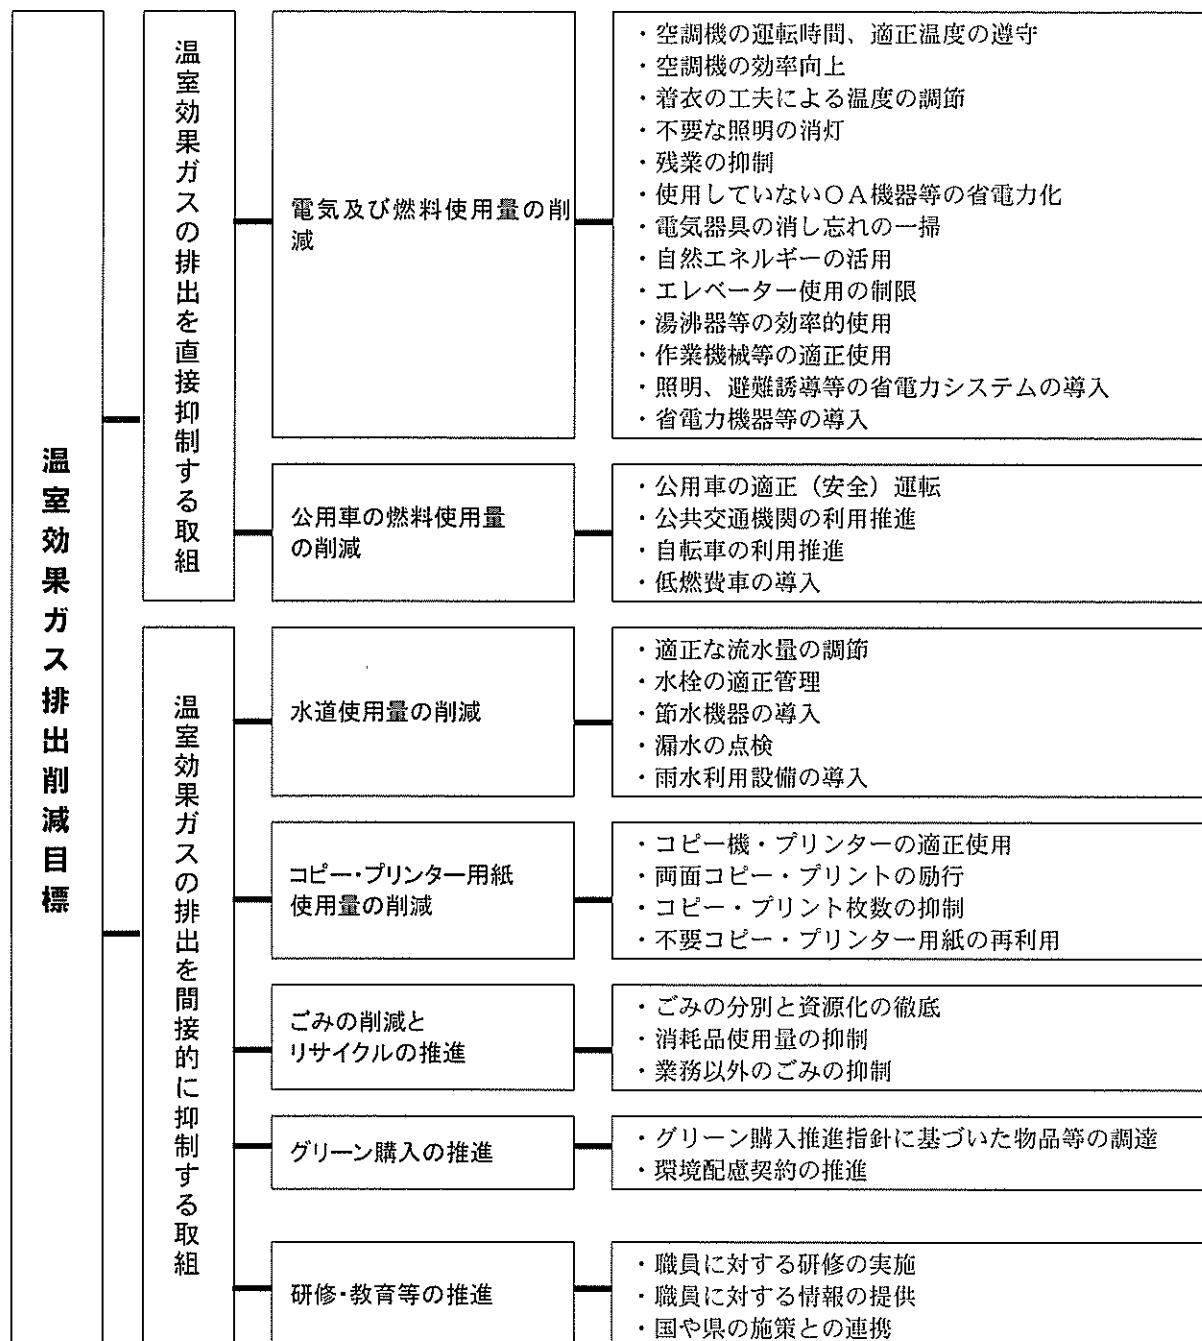 温室効果ガス排出削減目標
温室効果ガスの排出を直接抑制する取組
電気及び燃料使用量の削
減
・空調機の運転時間、適正温度の遵守
・空調機の効率向上
・着衣の工夫による温度の調節
・不要な照明の消灯
・残業の抑制
・使用していないOA機器等の省電力化
・電気器具の消し忘れの一掃
・自然エネルギーの活用
・エレベーター使用の制限
・湯沸器等の効率的使用
・作業機械等の適正使用
・照明、避難誘導等の省電力システムの導入
・省電力機器等の導入
公用車の燃料使用量
の削減
・公用車の適正（安全）運転
・公共交通機関の利用推進
・自転車の利用推進
・低燃費車の導入
温室効果ガスの排出を間接的に抑制する取組
水道使用量の削減
・適正な流水量の調節
・水栓の適正管理
・節水機器の導入
・漏水の点検
・雨水利用設備の導入
コピー・プリンター用紙
使用量の削減
・コピー機・プリンターの適正使用
・両面コピー・プリントの励行
・コピー・プリント枚数の抑制
・不要コピー・プリンター用紙の再利用
ごみの削減と
リサイクルの推進
・ごみの分別と資源化の徹底
・消耗品使用量の抑制
・業務以外のごみの抑制
グリーン購入の推進
・グリーン購入推進指針に基づいた物品等の調達
・環境配慮契約の推進
研修・教育等の推進
・職員に対する研修の実施
・職員に対する情報の提供
・国や県の施策との連携